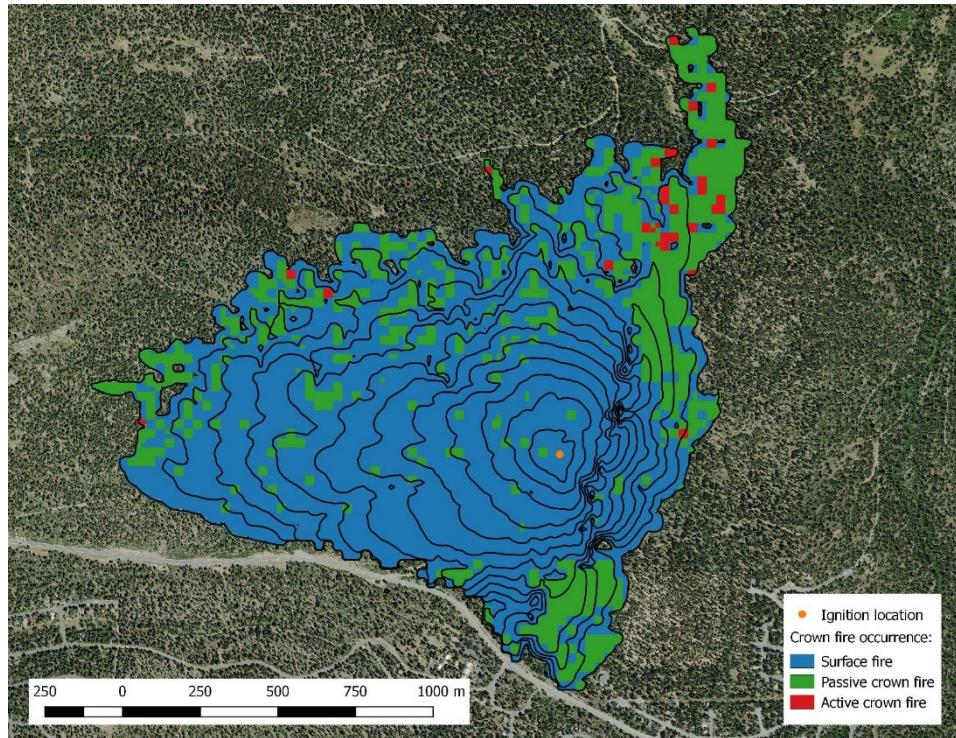 Ignition location
Crown fire occurrence:
Surface fire
Passive crown fire
Active crown fire
250 0 250 500 750 1000 m